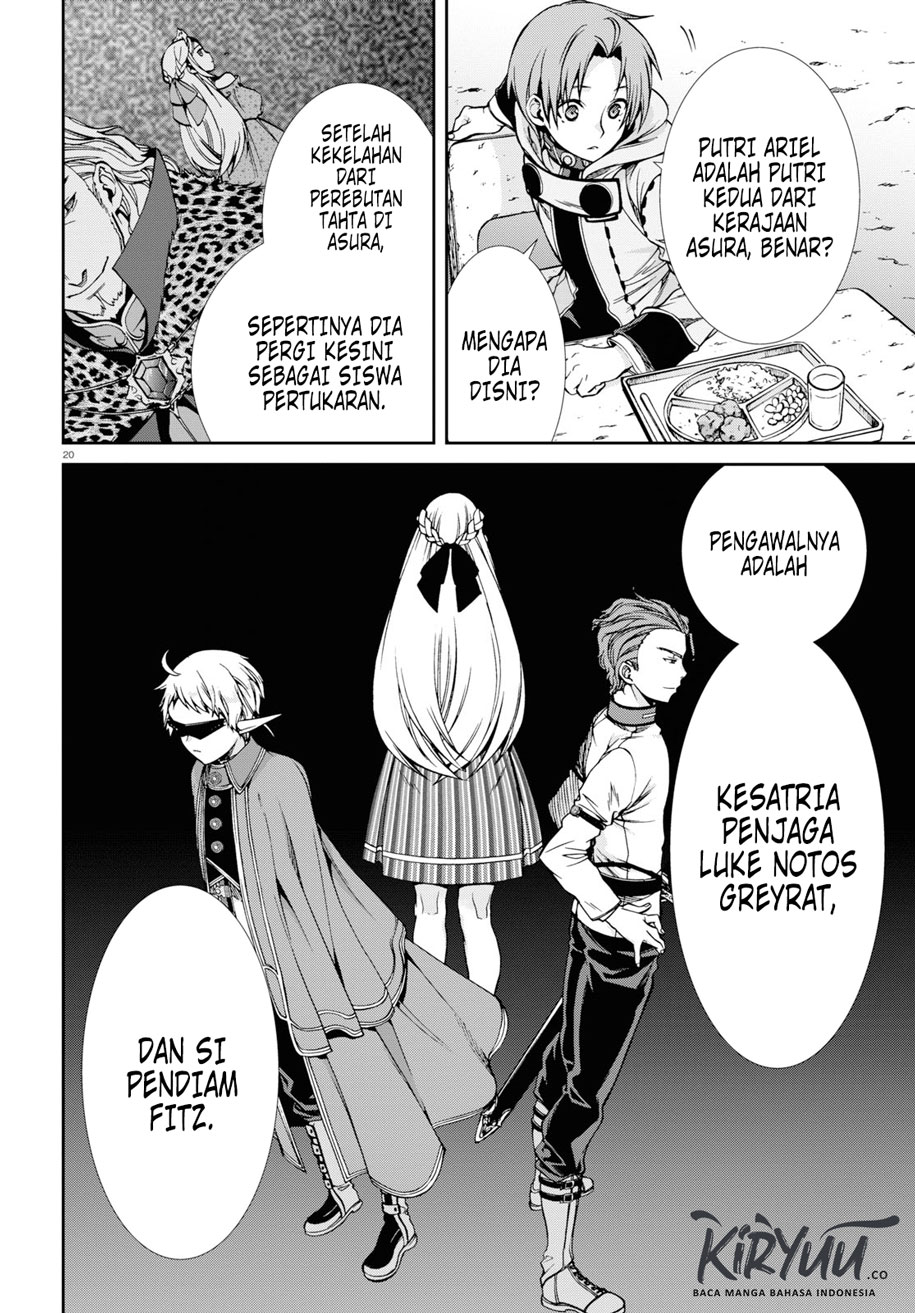 PUTRI ARIEL
ADALAH PUTRI
KEDUA DARI
KERAJAAN
ASURA, BENAR?
MENGAPA
DIA
DISNI?
SETELAH
KEKELAHAN
DARI
PEREBUTAN
TAHTA DI
ASURA,
SEPERTINYA DIA
PERGI KESINI
SEBAGAI SISWA
PERTUKARAN.
20
PENGAWALNYA
ADALAH
KESATRIA
PENJAGA
LUKE NOTOS
GREYRAT,
DAN SI
PENDIAM
FITZ.
KIRYUU.CO
BACA MANGA BAHASA INDONESIA